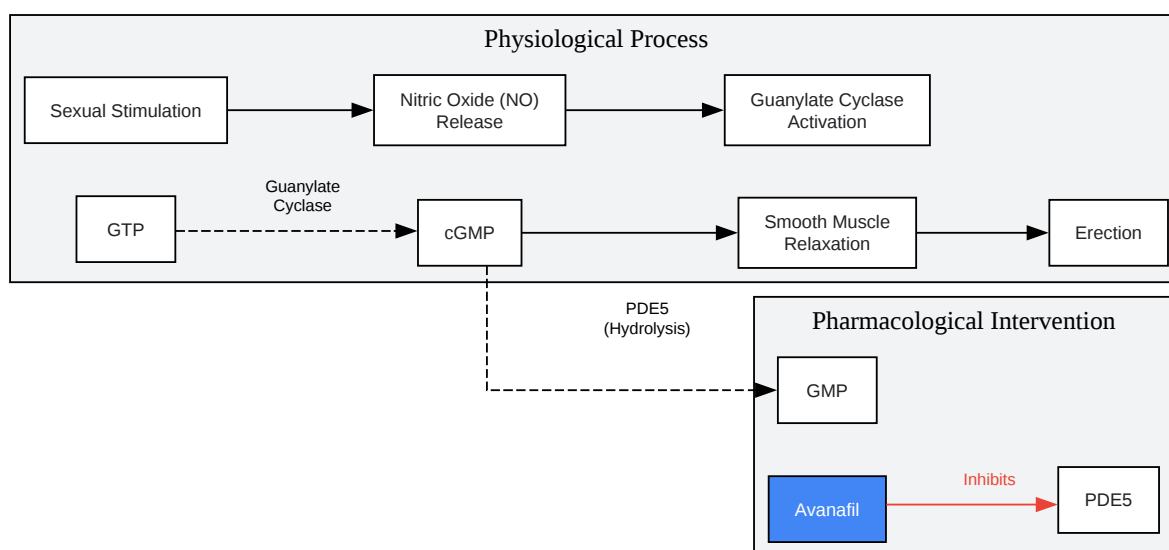 Physiological Process
Sexual Stimulation
Nitric Oxide (NO)
Release
Guanylate Cyclase
Activation
Guanylate
Cyclase
GTP
cGMP
Smooth Muscle
Relaxation
Erection
PDE5
(Hydrolysis)
Pharmacological Intervention
GMP
Avanafil
Inhibits
PDE5